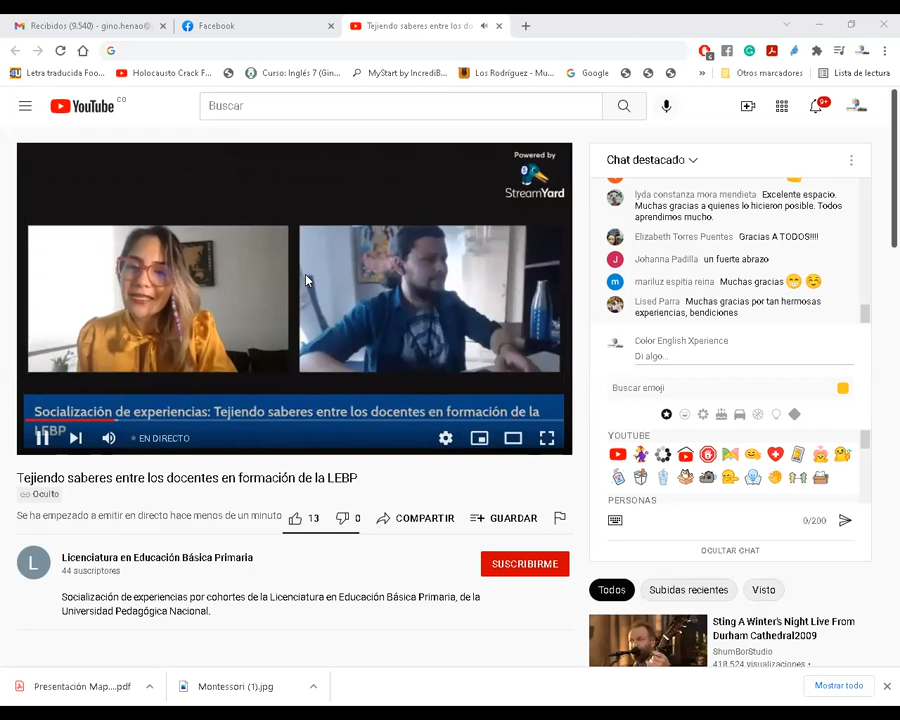 Recibidos (9.540) - gino.henao@
Facebook
Tejiendo saberes entre los do
Letra traducida Foo...
Holocausto Crack F...
Curso: Inglés 7 (Gin...
MyStart by IncrediB...
Los Rodríguez - Mu...
Google
»
Otros marcadores
Lista de lectura
YouTube CO
Buscar
9+
Powered by
StreamYard
Socialización de experiencias: Tejiendo saberes entre los docentes en formación de la
LEBP
EN DIRECTO
Tejiendo saberes entre los docentes en formación de la LEBP
Oculto
Se ha empezado a emitir en directo hace menos de un minuto
13
0
COMPARTIR
GUARDAR
L
Licenciatura en Educación Básica Primaria
44 suscriptores
SUSCRIBIRME
Socialización de experiencias por cohortes de la Licenciatura en Educación Básica Primaria, de la
Universidad Pedagógica Nacional.
Chat destacado
lyda constanza mora mendieta Excelente espacio.
Muchas gracias a quienes lo hicieron posible. Todos
aprendimos mucho.
Elizabeth Torres Puentes Gracias A TODOS!!!!
J
Johanna Padilla un fuerte abrazo
m
mariluz espitia reina Muchas gracias
Lised Parra Muchas gracias por tan hermosas
experiencias, bendiciones
Color English Xperience
Di algo...
Buscar emoji
YOUTUBE
PERSONAS
0/200
OCULTAR CHAT
Todos
Subidas recientes
Visto
Sting A Winter's Night Live From
Durham Cathedral2009
ShumBorStudio
418.524 visualizaciones •
Presentación Map....pdf
Montessori (1).jpg
Mostrar todo